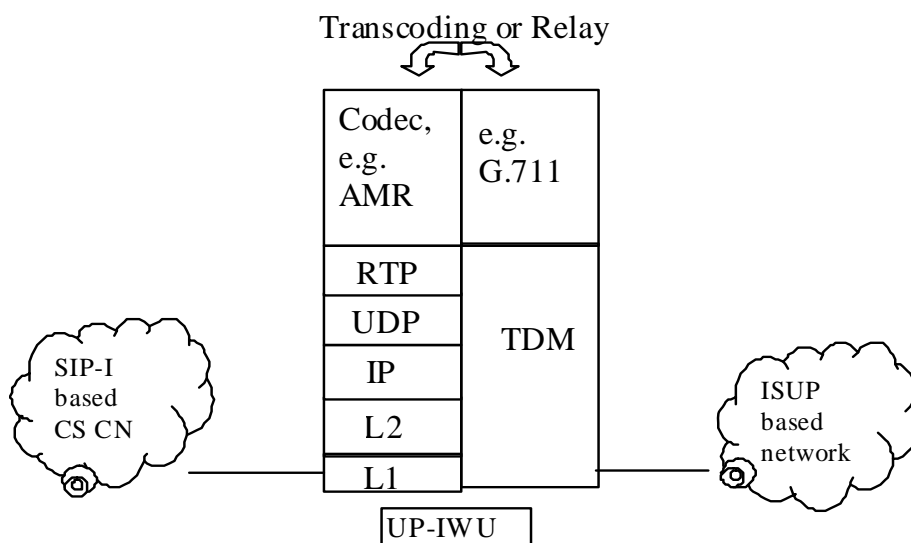 Transcoding or Relay
Codec,
e.g.
AMR
e.g.
G.711
RTP
UDP
IP
L2
L1
TDM
SIP-I
based
CS CN
ISUP
based
network
UP-IWU